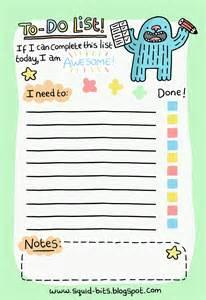 To-Do List!
If I can complete this list
today, I am AWESOME!
I need to: Done!
Notes:
www.squid-bits.blogspot.com